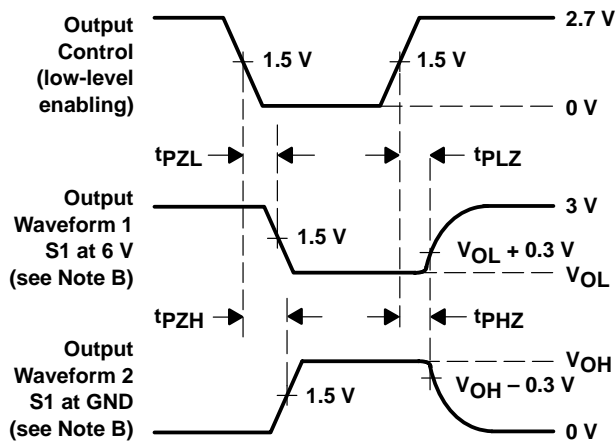 Output
Control
(low-level
enabling)
2.7 V
1.5 V
1.5 V
0 V
tPZL
tPLZ
Output
Waveform 1
S1 at 6 V
(see Note B)
3 V
1.5 V
VOL + 0.3 V
VOL
tPZH
tPHZ
Output
Waveform 2
S1 at GND
(see Note B)
VOH
1.5 V
VOH – 0.3 V
0 V